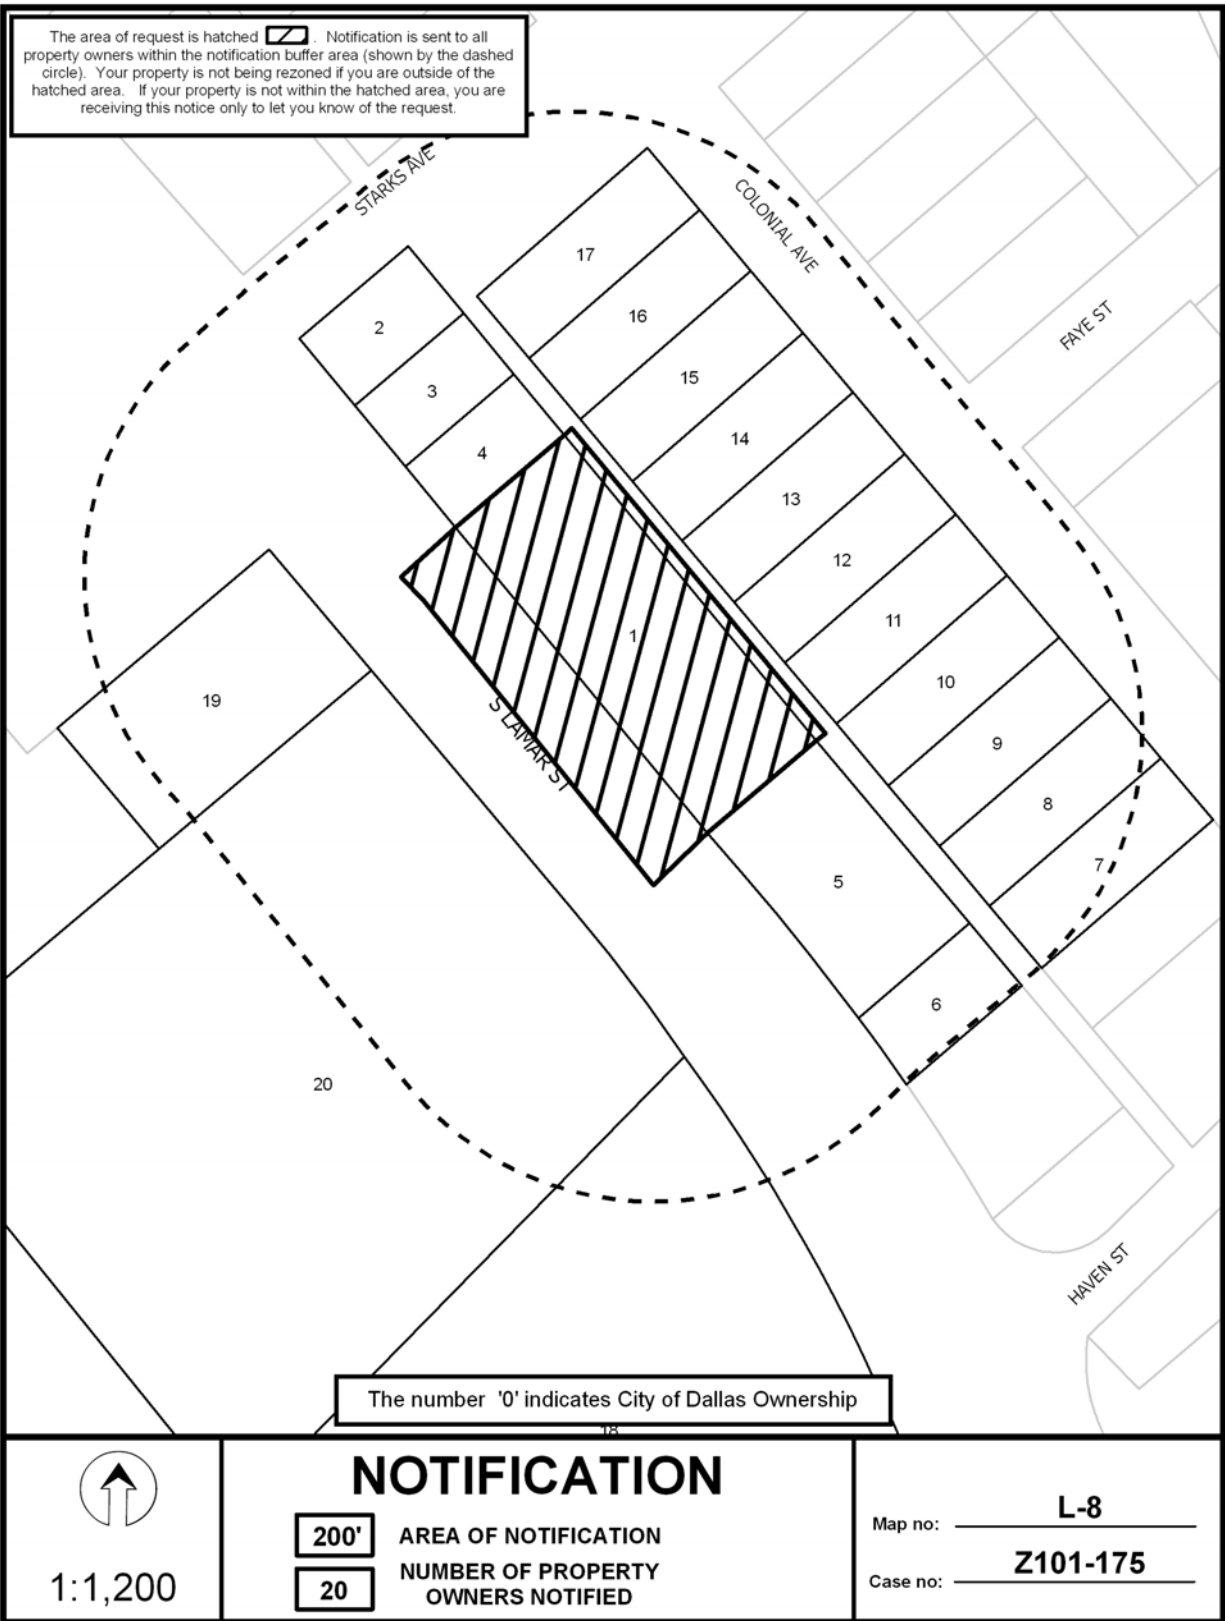 The area of request is hatched . Notification is sent to all
property owners within the notification buffer area (shown by the dashed
circle). Your property is not being rezoned if you are outside of the
hatched area. If your property is not within the hatched area, you are
receiving this notice only to let you know of the request.
STARKS AVE
COLONIAL AVE
FAYE ST
17
16
2
15
3
14
4
13
12
11
1
10
19
S LAMAR ST
9
8
7
5
6
20
HAVEN ST
The number '0' indicates City of Dallas Ownership
18
1:1,200
NOTIFICATION
200' AREA OF NOTIFICATION
20 NUMBER OF PROPERTY
OWNERS NOTIFIED
Map no: L-8
Case no: Z101-175